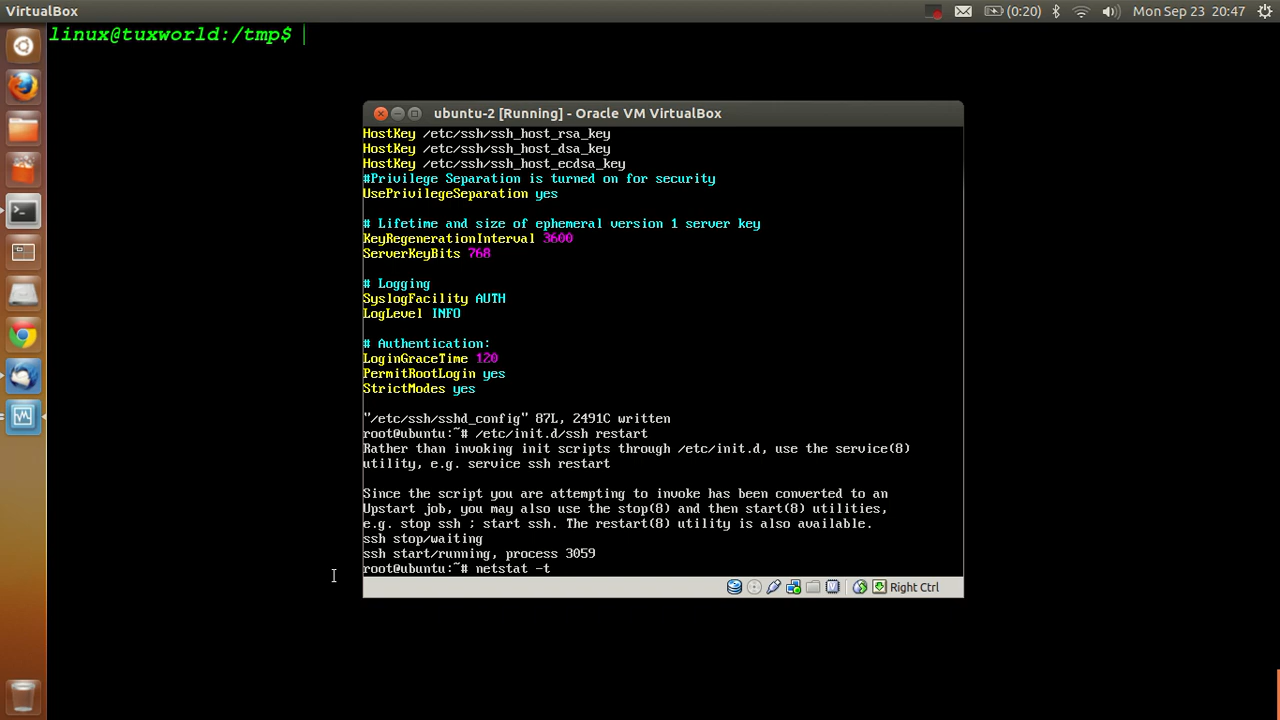 VirtualBox
(0:20)
Mon Sep 23 20:47
linux@tuxworld:/tmp$
ubuntu-2 [Running] - Oracle VM VirtualBox
HostKey /etc/ssh/ssh_host_rsa_key
HostKey /etc/ssh/ssh_host_dsa_key
HostKey /etc/ssh/ssh_host_ecdsa_key
#Privilege Separation is turned on for security
UsePrivilegeSeparation yes
# Lifetime and size of ephemeral version 1 server key
KeyRegenerationInterval 3600
ServerKeyBits 768
# Logging
SyslogFacility AUTH
LogLevel INFO
# Authentication:
LoginGraceTime 120
PermitRootLogin yes
StrictModes yes
"/etc/ssh/sshd_config" 87L, 2491C written
root@ubuntu:~# /etc/init.d/ssh restart
Rather than invoking init scripts through /etc/init.d, use the service(8)
utility, e.g. service ssh restart
Since the script you are attempting to invoke has been converted to an
Upstart job, you may also use the stop(8) and then start(8) utilities,
e.g. stop ssh ; start ssh. The restart(8) utility is also available.
ssh stop/waiting
ssh start/running, process 3059
root@ubuntu:~# netstat -t
Right Ctrl